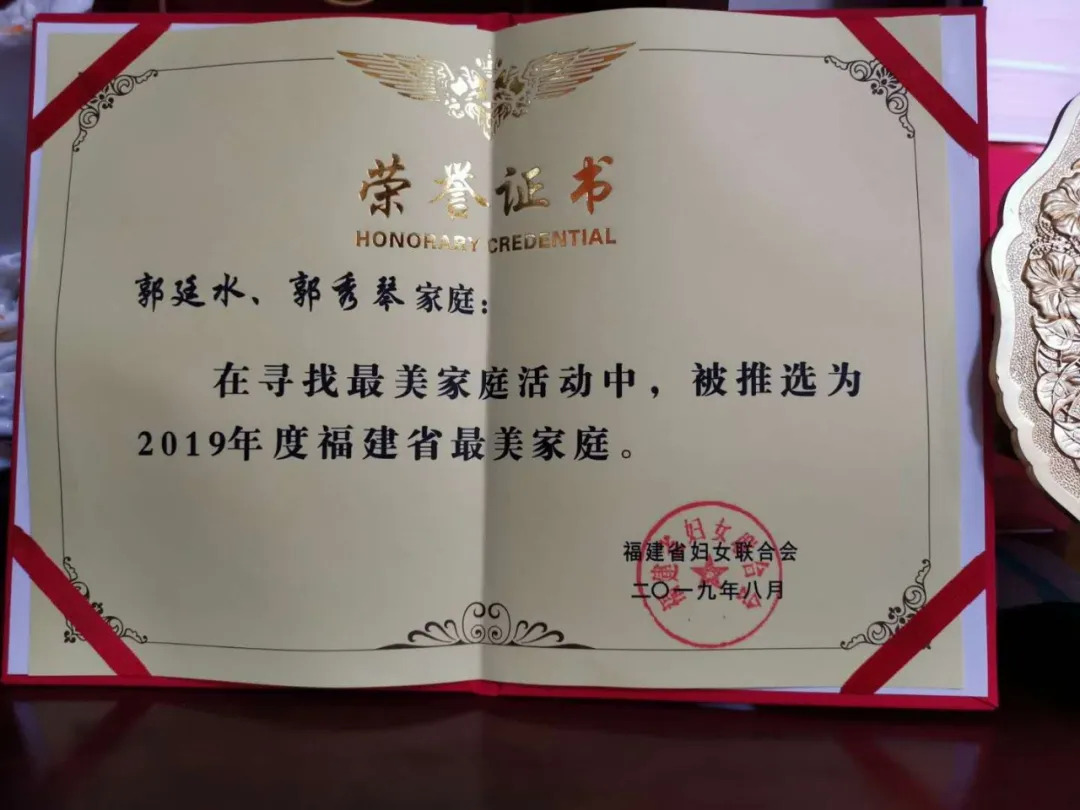 荣誉证书
HONORARY CREDENTIAL
郭廷水、郭秀琴家庭：
在寻找最美家庭活动中，被推选为
2019年度福建省最美家庭。
福建省妇女联合会
二〇一九年八月